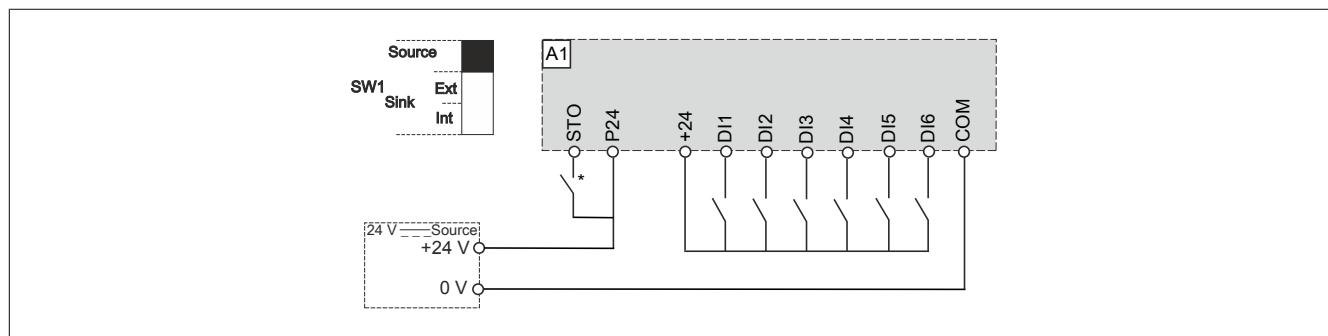 Source
A1
SW1
Ext
Sink
Int
STO
P24
+24
DI1
DI2
DI3
DI4
DI5
DI6
COM
*
24 V Source
+24 V
0 V